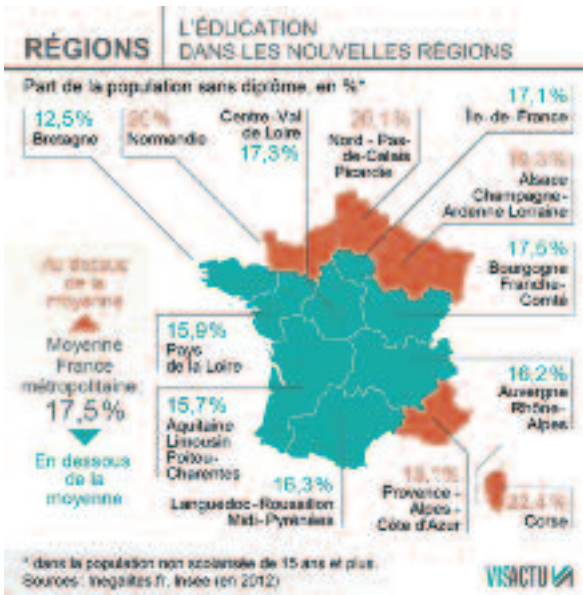 RÉGIONS
L'ÉDUCATION
DANS LES NOUVELLES RÉGIONS
Part de la population sans diplôme, en %*
12,5%
Bretagne
20%
Normandie
Centre-Val
de Loire
17,3%
Nord - Pas-
de-Calais
Picardie
17,1%
Île-de-France
Alsace
Champagne-
Ardenne Lorraine
17,5%
Bourgogne
Franche-
Comté
Au dessus
de la
moyenne
Moyenne
France
métropolitaine:
17,5%
En dessous
de la
moyenne
15,9%
Pays
de la Loire
15,7%
Aquitaine
Limousin
Poitou-
Charentes
16,3%
Languedoc-Roussillon
Midi-Pyrénées
16,2%
Auvergne
Rhône-
Alpes
Provence -
Alpes -
Côte d'Azur
22,4%
Corse
* dans la population non scolarisée de 15 ans et plus.
Sources: Inegalites.fr, Insee (en 2012)
VISACTU